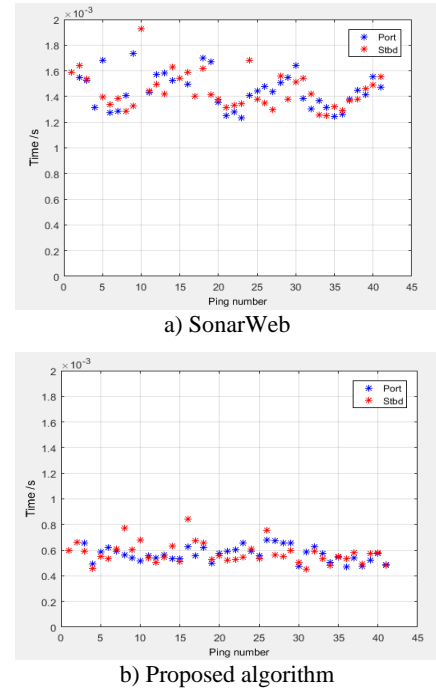 ×10⁻³
2
1.8
1.6
1.4
1.2
1
0.8
0.6
0.4
0.2
0
Time /s
Port
Stbd
0 5 10 15 20 25 30 35 40 45
Ping number
a) SonarWeb
×10⁻³
2
1.8
1.6
1.4
1.2
1
0.8
0.6
0.4
0.2
0
Time /s
Port
Stbd
0 5 10 15 20 25 30 35 40 45
Ping number
b) Proposed algorithm